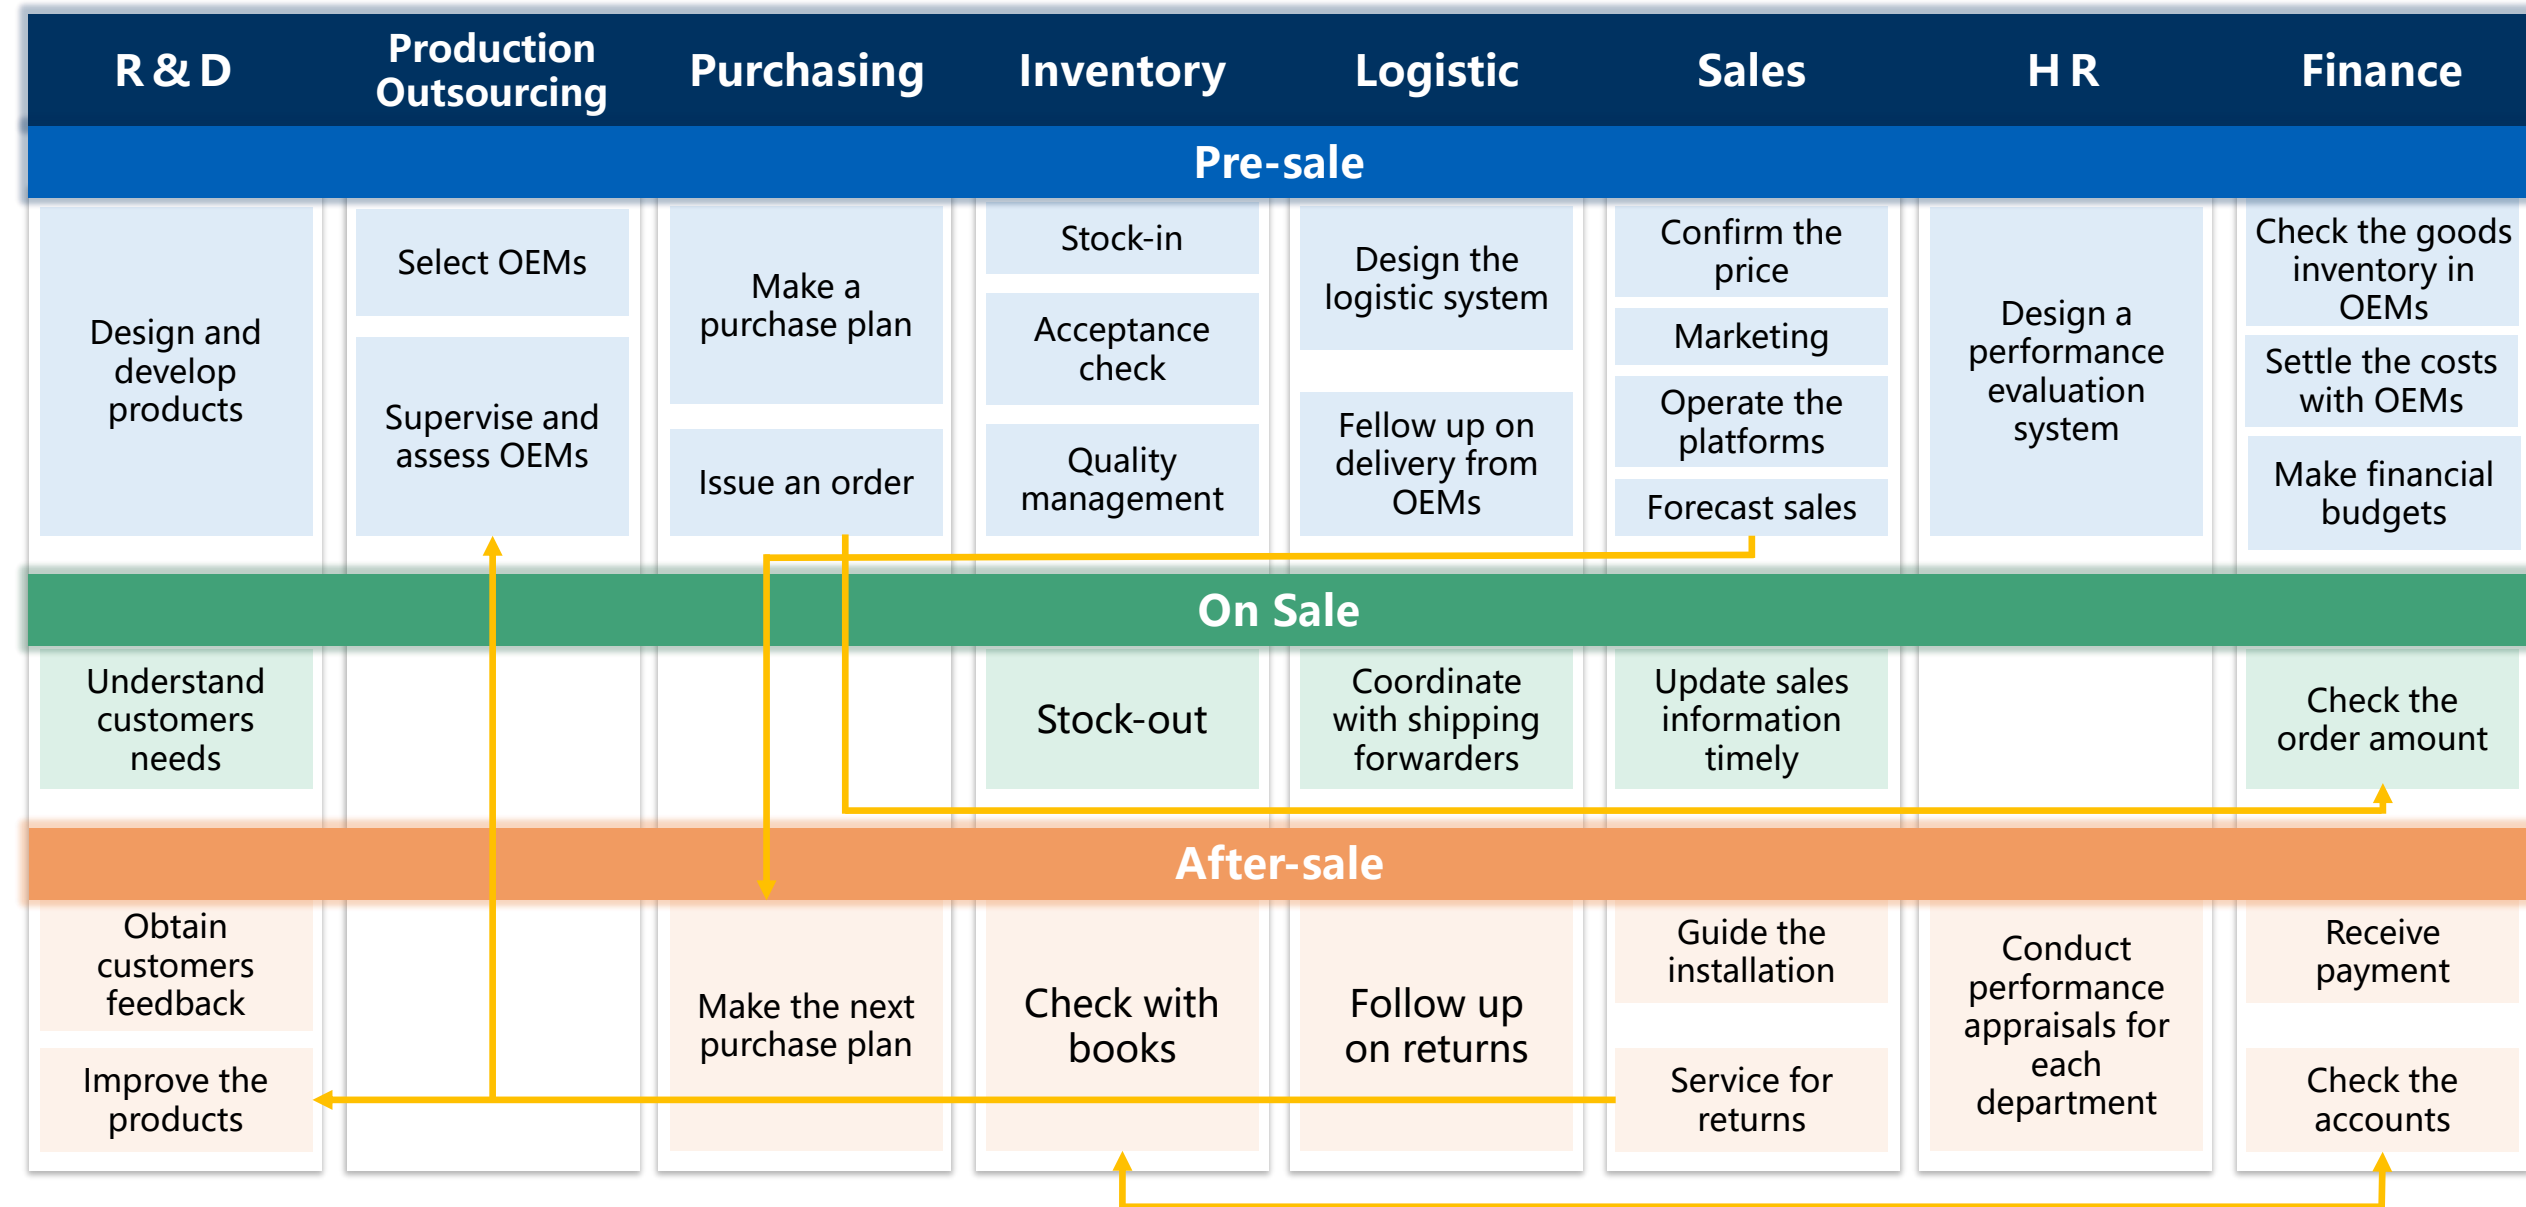 R & D
Production
Outsourcing
Purchasing
Inventory
Logistic
Sales
H R
Finance
Pre-sale
Design and
develop
products
Select OEMs
Supervise and
assess OEMs
Make a
purchase plan
Issue an order
Stock-in
Acceptance
check
Quality
management
Design the
logistic system
Fellow up on
delivery from
OEMs
Confirm the
price
Marketing
Operate the
platforms
Forecast sales
Design a
performance
evaluation
system
Check the goods
inventory in
OEMs
Settle the costs
with OEMs
Make financial
budgets
On Sale
Understand
customers
needs
Stock-out
Coordinate
with shipping
forwarders
Update sales
information
timely
Check the
order amount
After-sale
Obtain
customers
feedback
Improve the
products
Make the next
purchase plan
Check with
books
Follow up
on returns
Guide the
installation
Service for
returns
Conduct
performance
appraisals for
each
department
Receive
payment
Check the
accounts